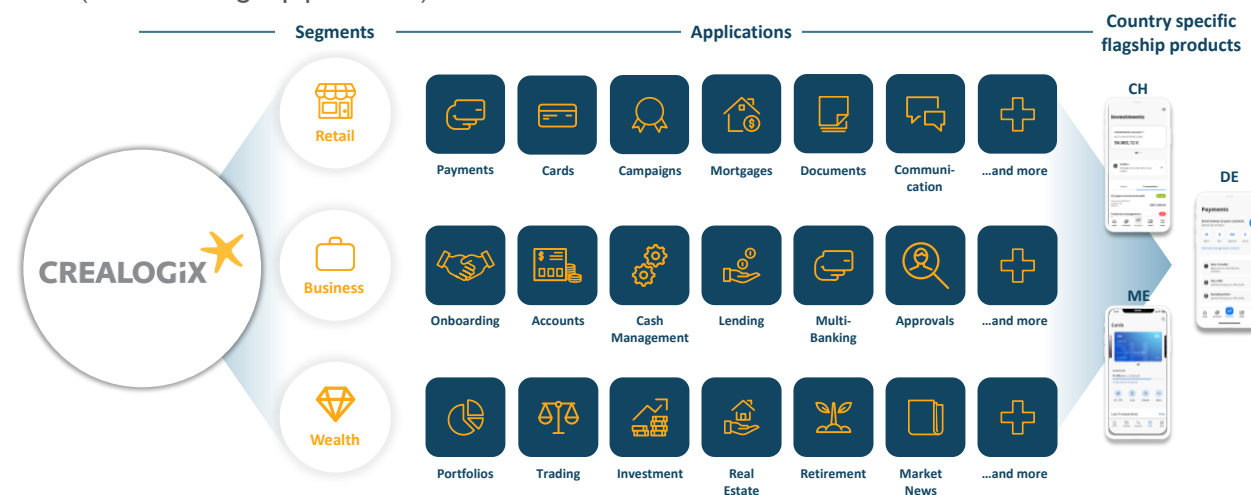 Segments
Applications
Country specific
flagship products
CREALOGiX
Retail
Payments
Cards
Campaigns
Mortgages
Documents
Communi-
cation
...and more
Business
Onboarding
Accounts
Cash
Management
Lending
Multi-
Banking
Approvals
...and more
Wealth
Portfolios
Trading
Investment
Real
Estate
Retirement
Market
News
...and more
CH
Investments
DE
Payments
ME
Cards